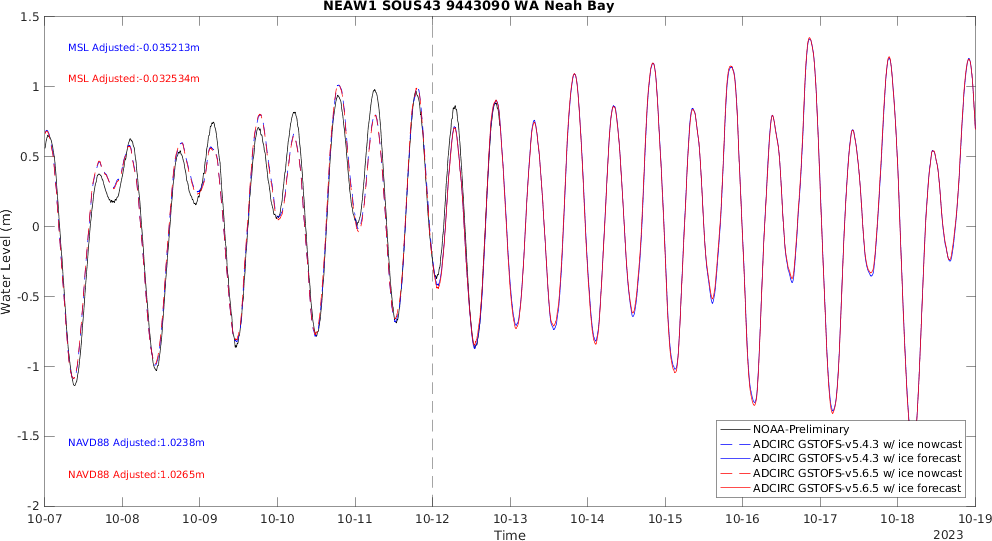 NEAW1 SOUS43 9443090 WA Neah Bay
1.5
1
0.5
0
-0.5
-1
-1.5
-2
Water Level (m)
MSL Adjusted:-0.035213m
MSL Adjusted:-0.032534m
NAVD88 Adjusted:1.0238m
NAVD88 Adjusted:1.0265m
NOAA-Preliminary
ADCIRC GSTOFS-v5.4.3 w/ ice nowcast
ADCIRC GSTOFS-v5.4.3 w/ ice forecast
ADCIRC GSTOFS-v5.6.5 w/ ice nowcast
ADCIRC GSTOFS-v5.6.5 w/ ice forecast
10-07 10-08 10-09 10-10 10-11 10-12 10-13 10-14 10-15 10-16 10-17 10-18 10-19
Time
2023